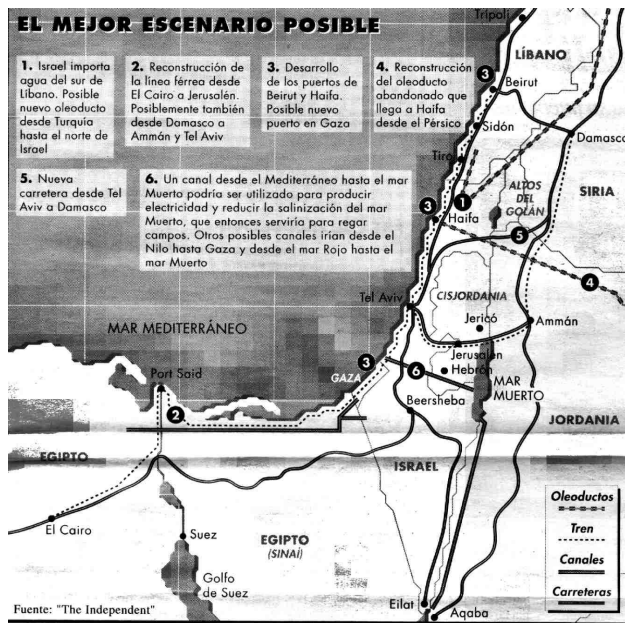 EL MEJOR ESCENARIO POSIBLE
1. Israel importa
agua del sur de
Líbano. Posible
nuevo oleoducto
desde Turquía
hasta el norte de
Israel
2. Reconstrucción de
la línea férrea desde
El Cairo a Jerusalén.
Posiblemente también
desde Damasco a
Ammán y Tel Aviv
3. Desarrollo
de los puertos de
Beirut y Haifa.
Posible nuevo
puerto en Gaza
4. Reconstrucción
del oleoducto
abandonado que
llega a Haifa
desde el Pérsico
5. Nueva
carretera desde Tel
Aviv a Damasco
6. Un canal desde el Mediterráneo hasta el mar
Muerto podría ser utilizado para producir
electricidad y reducir la salinización del mar
Muerto, que entonces serviría para regar
campos. Otros posibles canales irían desde el
Nilo hasta Gaza y desde el mar Rojo hasta el
mar Muerto
Trípoli
LÍBANO
3
Beirut
Sidón
Damasco
Tiro
SIRIA
ALTOS
DEL
GOLÁN
1
3
Haifa
5
4
Tel Aviv
CISJORDANIA
Jericó
Ammán
MAR MEDITERRÁNEO
Jerusalén
3
Hebrón
GAZA
6
MAR
MUERTO
Port Said
2
Beersheba
JORDANIA
EGIPTO
ISRAEL
El Cairo
Suez
EGIPTO
(SINAÍ)
Golfo
de Suez
Eilat
Aqaba
Oleoductos
Tren
Canales
Carreteras
Fuente: "The Independent"